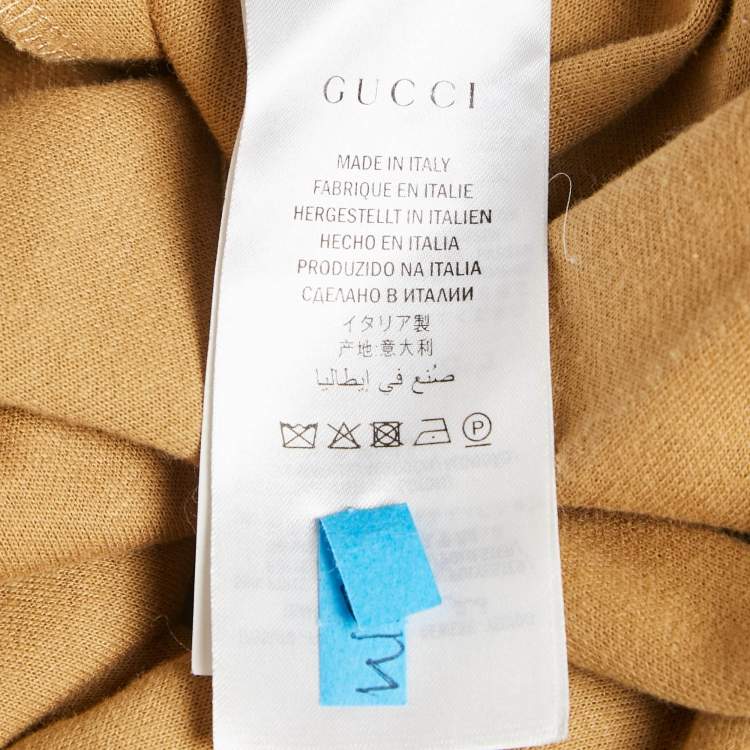 GUCCI
MADE IN ITALY
FABRIQUE EN ITALIE
HERGESTELLT IN ITALIEN
HECHO EN ITALIA
PRODUZIDO NA ITALIA
СДЕЛАНО В ИТАЛИИ
イタリア製
产地:意大利
صُنع في إيطاليا
P